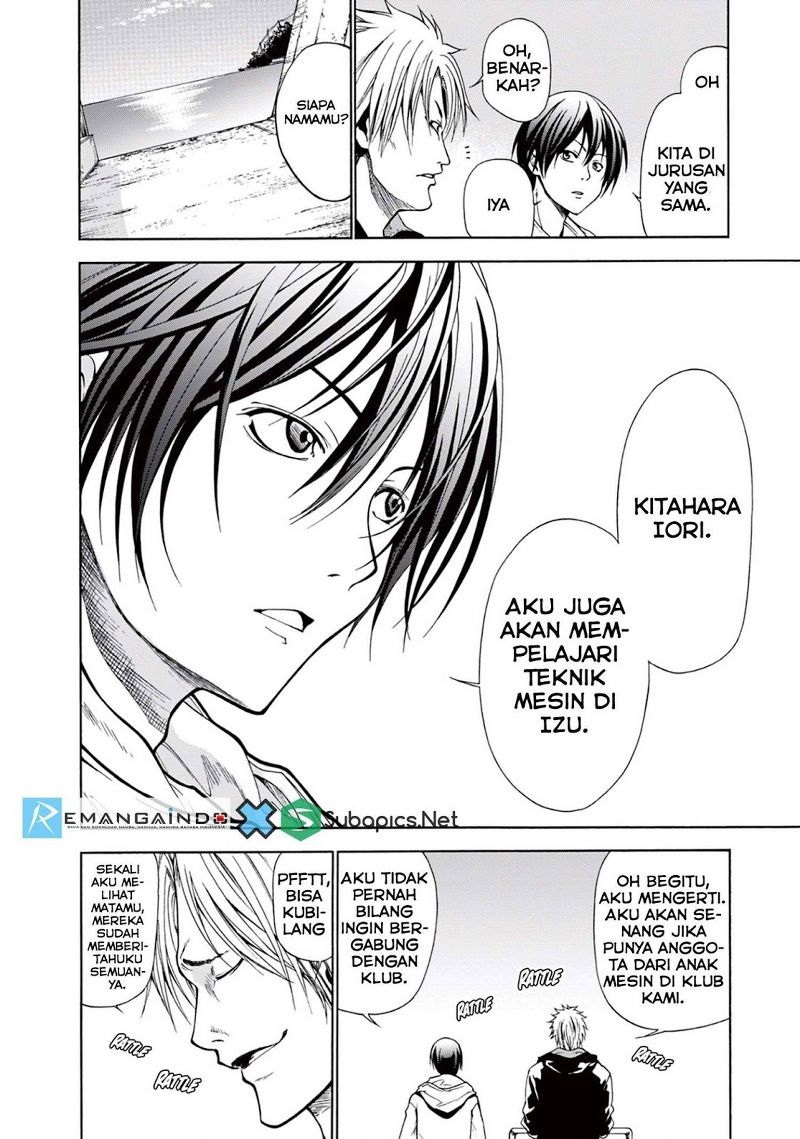 OH
KITA DI
JURUSAN
YANG
SAMA.
OH,
BENAR-
KAH?
IYA
SIAPA
NAMAMU?
KITAHARA
IORI.
AKU JUGA
AKAN MEM-
PELAJARI
TEKNIK
MESIN DI
IZU.
REMANGAINDO
Subapics.Net
OH BEGITU,
AKU MENGERTI.
AKU AKAN SE-
NANG JIKA
PUNYA ANGGO-
TA DARI ANAK
MESIN DI KLUB
KAMI.
AKU TIDAK
PERNAH
BILANG
INGIN BER-
GABUNG
DENGAN
KLUB.
RATTLE
RATTLE
PFFTT,
BISA
KUBI-
LANG
SEKALI
AKU ME-
LIHAT
MATAMU,
MEREKA
SUDAH
MEMBERI-
TAHUKU
SEMUAN-
YA.
RATTLE
RATTLE